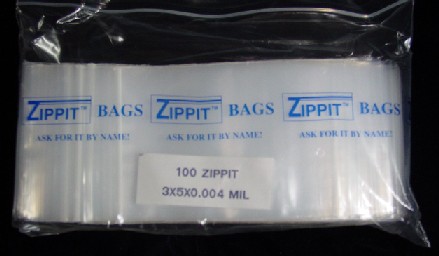 ZIPPIT™ BAGS ZIPPIT™ BAGS ZIPPIT™ BAGS
ASK FOR IT BY NAME! ASK FOR IT BY NAME! ASK FOR IT BY NAME!
100 ZIPPIT
3X5X0.004 MIL